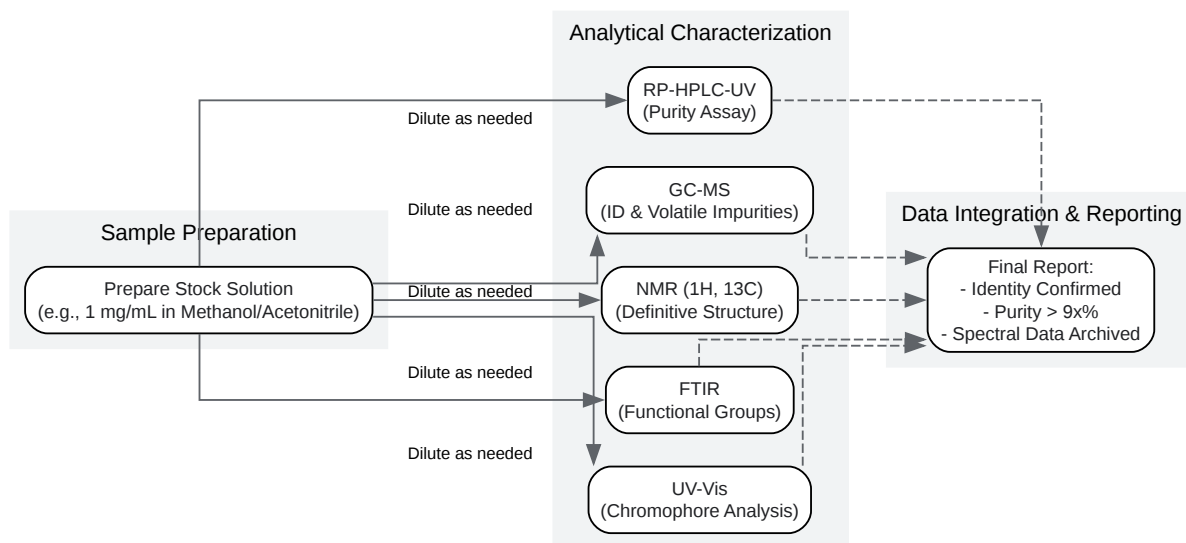 Analytical Characterization
RP-HPLC-UV
(Purity Assay)
Dilute as needed
GC-MS
(ID & Volatile Impurities)
Dilute as needed
Data Integration & Reporting
Sample Preparation
Prepare Stock Solution
(e.g., 1 mg/mL in Methanol/Acetonitrile)
Dilute as needed
NMR (1H, 13C)
(Definitive Structure)
Final Report:
- Identity Confirmed
- Purity > 9x%
- Spectral Data Archived
Dilute as needed
FTIR
(Functional Groups)
Dilute as needed
UV-Vis
(Chromophore Analysis)